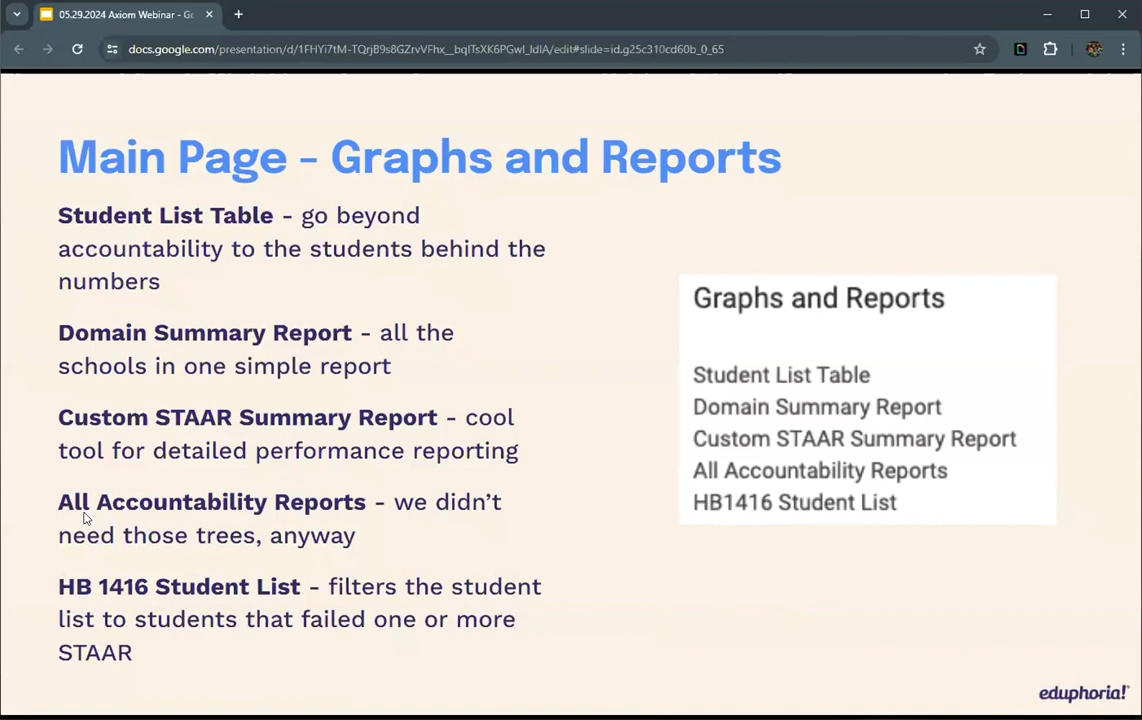 05.29.2024 Axiom Webinar - Go
docs.google.com/presentation/d/1FHYi7tM-TQrjB9s8GZrvVFhx__bqITsXK6PGwI_IdIA/edit#slide=id.g25c310cd60b_0_65
Main Page - Graphs and Reports
Student List Table - go beyond
accountability to the students behind the
numbers
Domain Summary Report - all the
schools in one simple report
Custom STAAR Summary Report - cool
tool for detailed performance reporting
All Accountability Reports - we didn't
need those trees, anyway
HB 1416 Student List - filters the student
list to students that failed one or more
STAAR
Graphs and Reports
Student List Table
Domain Summary Report
Custom STAAR Summary Report
All Accountability Reports
HB1416 Student List
eduphoria!